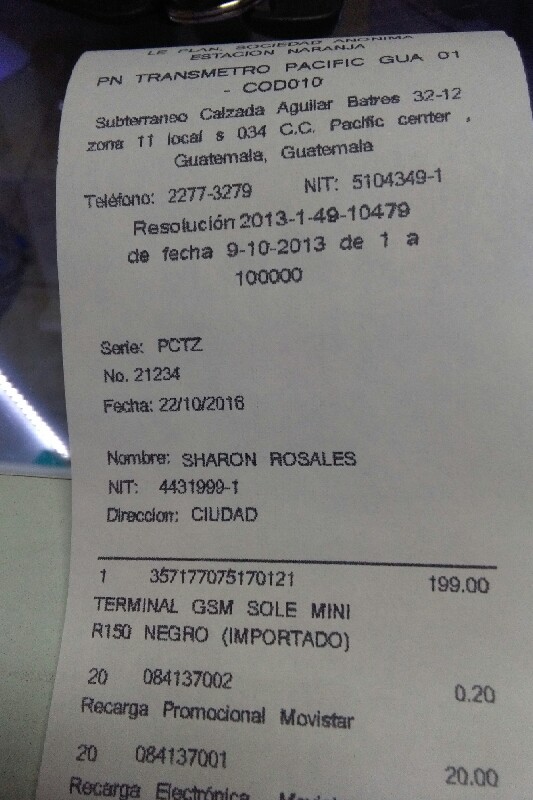 LE PLAN, SOCIEDAD ANONIMA
ESTACION NARANJA
PN TRANSMETRO PACIFIC GUA 01
- COD010
Subterraneo Calzada Aguilar Batres 32-12
zona 11 local s 034 C.C. Pacific center ,
Guatemala, Guatemala
Teléfono: 2277-3279 NIT: 5104349-1
Resolución 2013-1-49-10479
de fecha 9-10-2013 de 1 a
100000
Serie: PCTZ
No. 21234
Fecha: 22/10/2016
Nombre: SHARON ROSALES
NIT: 4431999-1
Direccion: CIUDAD
1 357177075170121 199.00
TERMINAL GSM SOLE MINI
R150 NEGRO (IMPORTADO)
20 084137002 0.20
Recarga Promocional Movistar
20 084137001 20.00
Recarga Electrónica